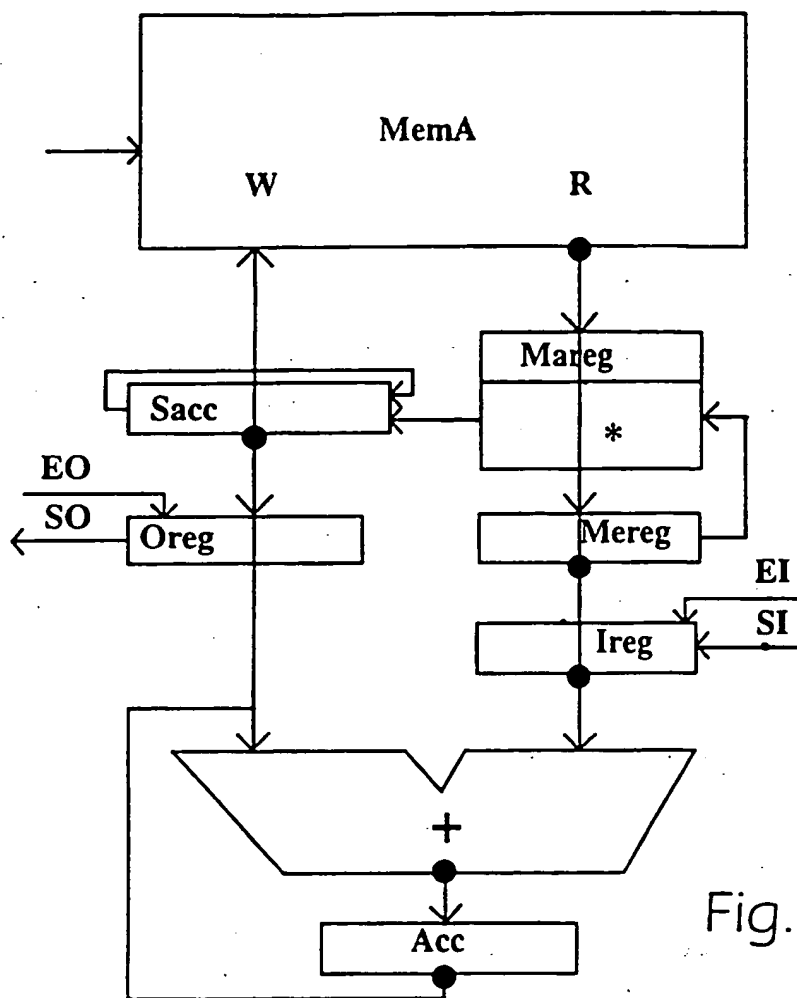 MemA
W R
Mareg
Sacc
*
EO
SO
Oreg
Mereg
EI
SI
Ireg
+
Acc
Fig.